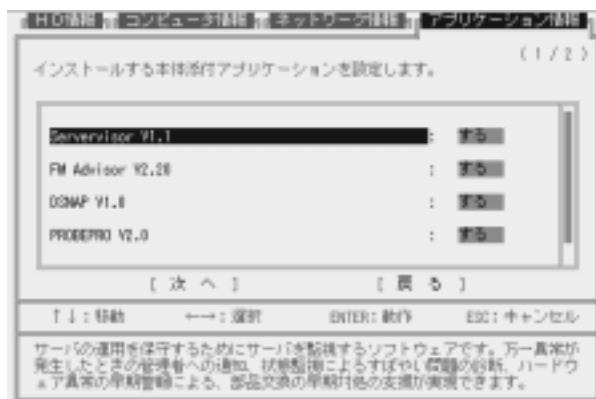 HD情報 コンピュータ情報 ネットワーク情報 アプリケーション情報
(1/2)
インストールする本体添付アプリケーションを設定します。
Servervisor V1.1 : する
FM Advisor V2.20 : する
DSNAP V1.0 : する
PROBEPRO V2.0 : する
[ 次 へ ] [ 戻 る ]
↑↓:移動 ←→:選択 ENTER:動作 ESC:キャンセル
サーバの運用を保守するためにサーバを監視するソフトウェアです。万一異常が
発生したときの管理者への通知、状態監視によるすばやい問題の診断、ハードウ
ェア異常の早期警報による、部品交換の早期対処の支援が実現できます。